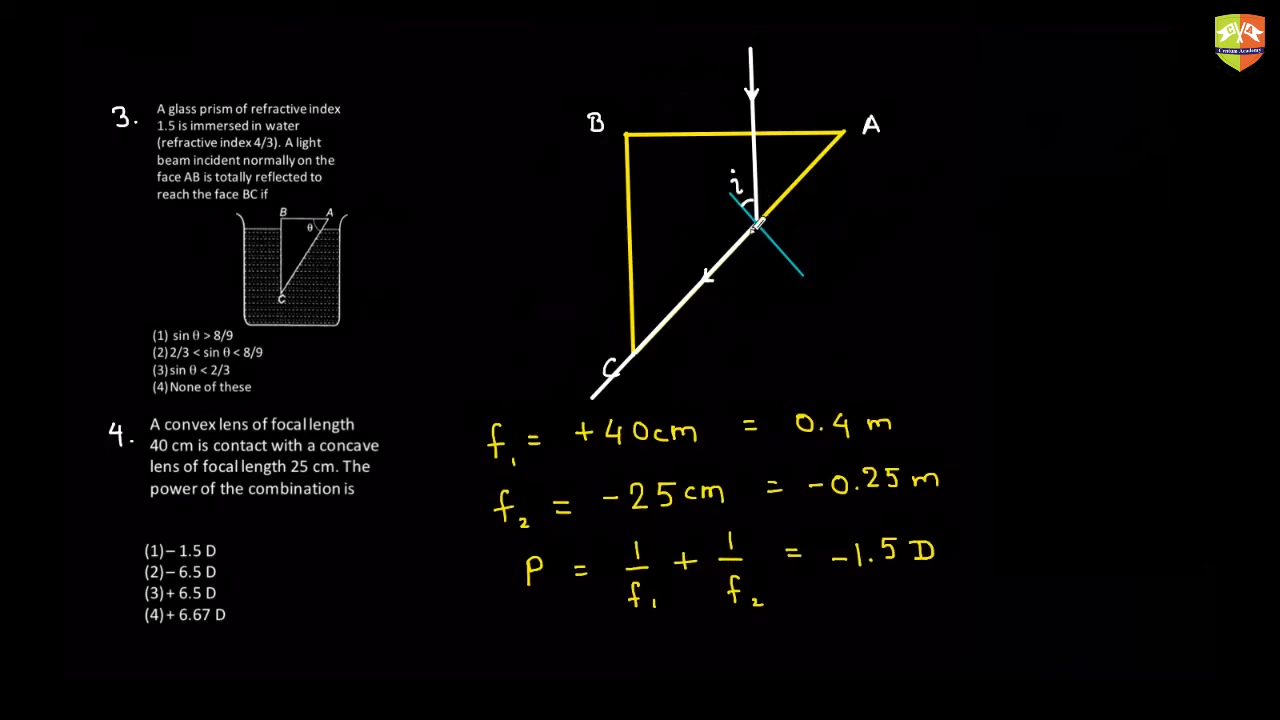 Centum Academy
3. A glass prism of refractive index
1.5 is immersed in water
(refractive index 4/3). A light
beam incident normally on the
face AB is totally reflected to
reach the face BC if
B A
θ
C
(1) sin θ > 8/9
(2) 2/3 < sin θ < 8/9
(3) sin θ < 2/3
(4) None of these
B A
i
C
4. A convex lens of focal length
40 cm is contact with a concave
lens of focal length 25 cm. The
power of the combination is
(1) – 1.5 D
(2) – 6.5 D
(3) + 6.5 D
(4) + 6.67 D
f₁ = +40cm = 0.4 m
f₂ = -25cm = -0.25 m
P = 1/f₁ + 1/f₂ = -1.5 D